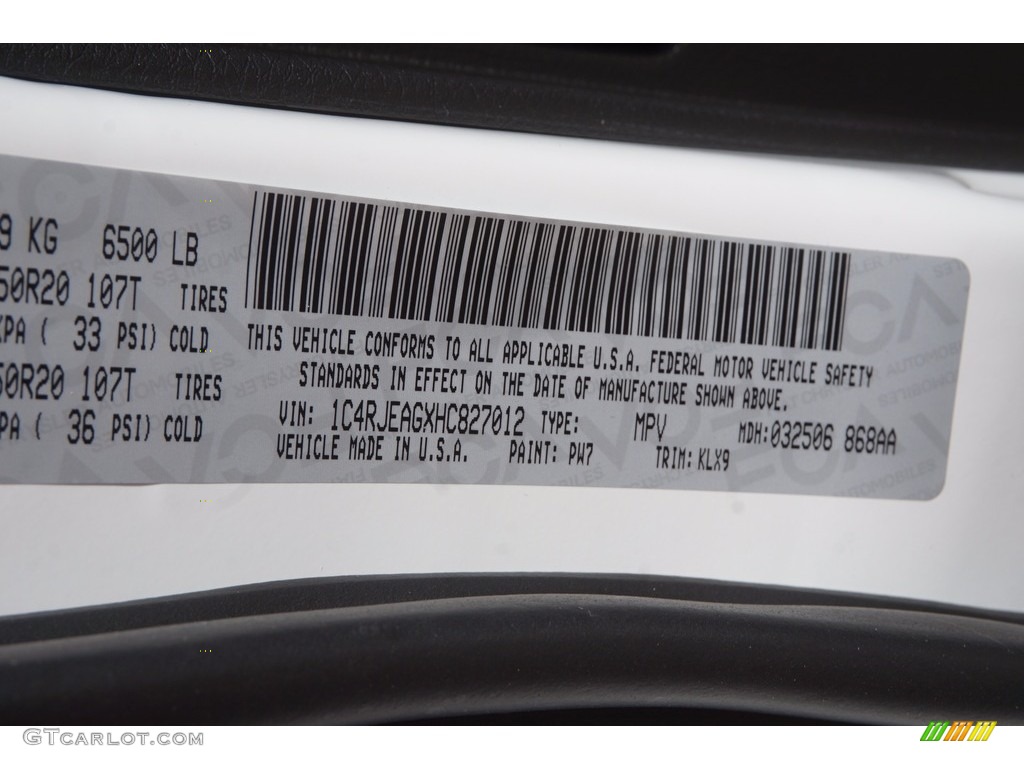 9 KG 6500 LB
50R20 107T TIRES
KPA ( 33 PSI) COLD
50R20 107T TIRES
KPA ( 36 PSI) COLD
THIS VEHICLE CONFORMS TO ALL APPLICABLE U.S.A. FEDERAL MOTOR VEHICLE SAFETY
STANDARDS IN EFFECT ON THE DATE OF MANUFACTURE SHOWN ABOVE.
VIN: 1C4RJEAGXHC827012 TYPE: MPV MDH:032506 868AA
VEHICLE MADE IN U.S.A. PAINT: PW7 TRIM: KLX9
GTCarlot.com